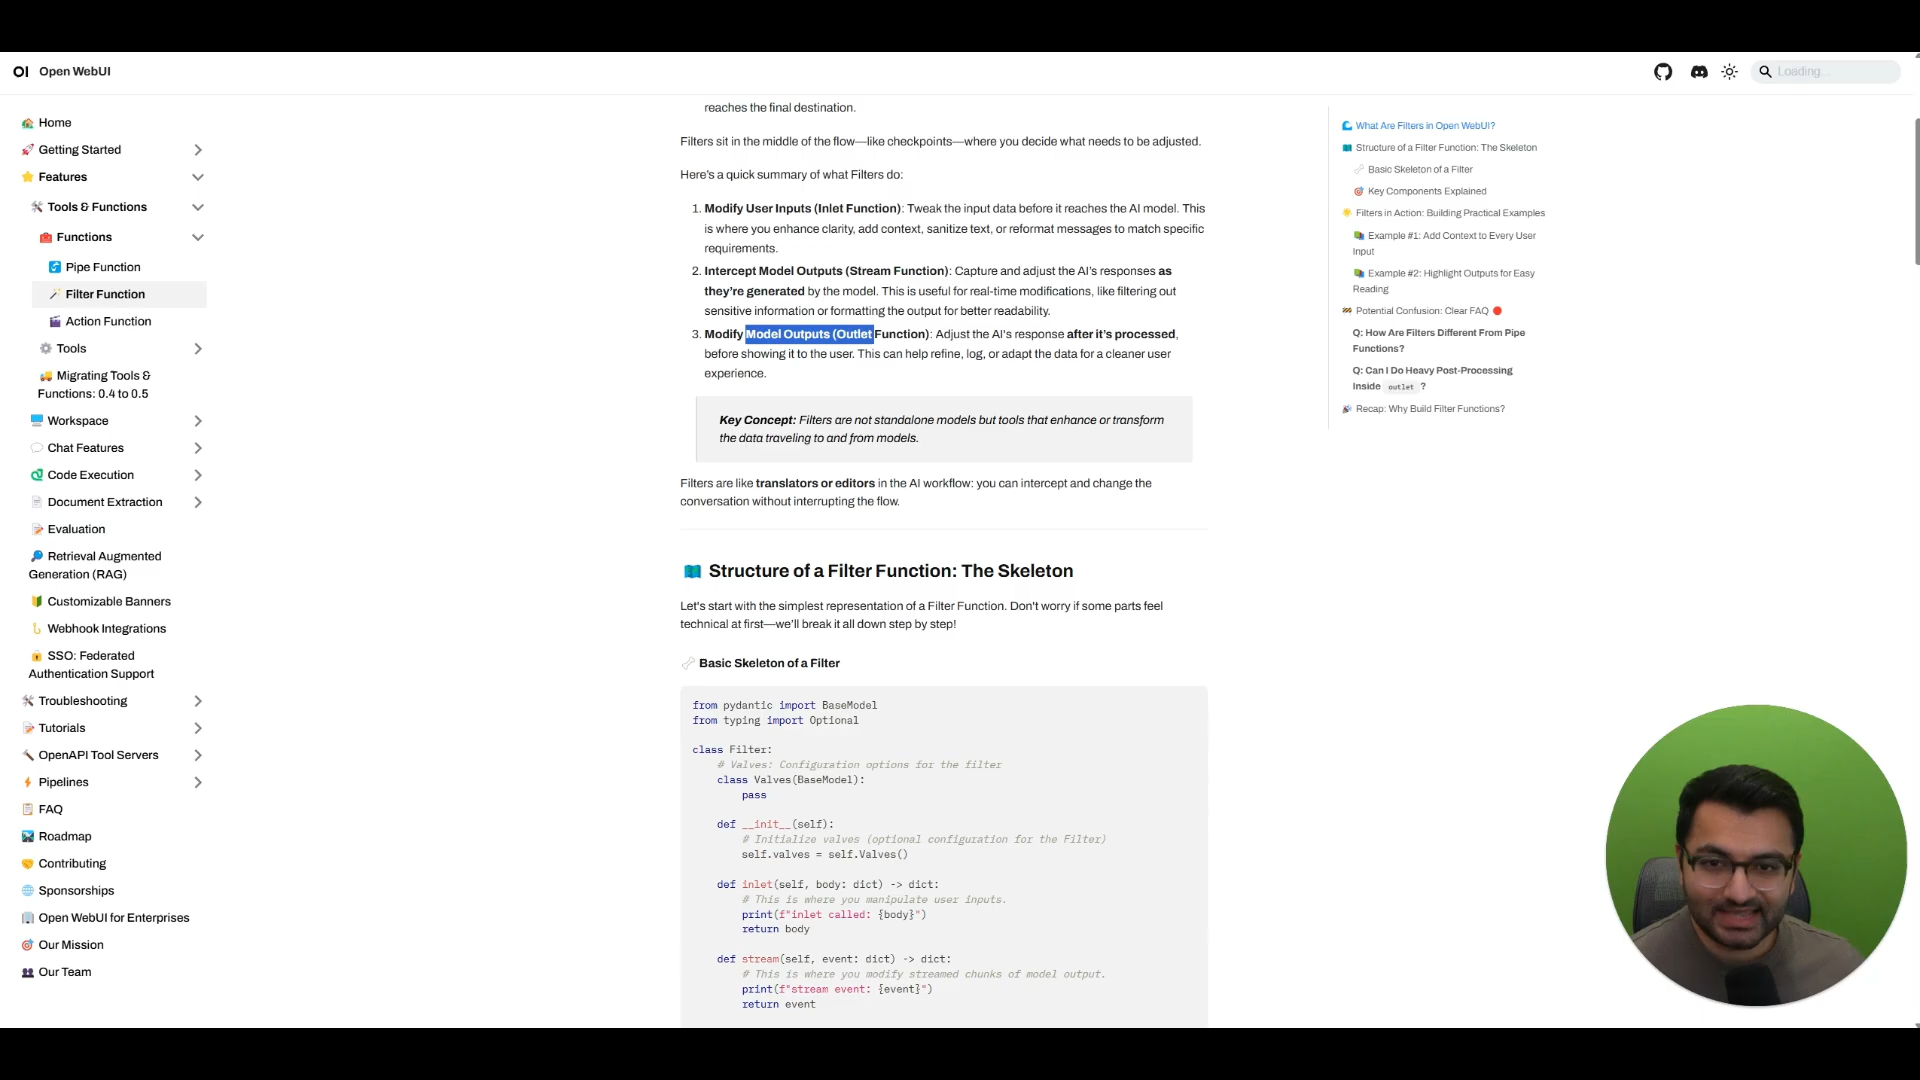 Open WebUI
Loading...
Home
Getting Started
Features
Tools & Functions
Functions
Pipe Function
Filter Function
Action Function
Tools
Migrating Tools &
Functions: 0.4 to 0.5
Workspace
Chat Features
Code Execution
Document Extraction
Evaluation
Retrieval Augmented
Generation (RAG)
Customizable Banners
Webhook Integrations
SSO: Federated
Authentication Support
Troubleshooting
Tutorials
OpenAPI Tool Servers
Pipelines
FAQ
Roadmap
Contributing
Sponsorships
Open WebUI for Enterprises
Our Mission
Our Team
reaches the final destination.
Filters sit in the middle of the flow—like checkpoints—where you decide what needs to be adjusted.
Here's a quick summary of what Filters do:
1. Modify User Inputs (Inlet Function): Tweak the input data before it reaches the AI model. This
is where you enhance clarity, add context, sanitize text, or reformat messages to match specific
requirements.
2. Intercept Model Outputs (Stream Function): Capture and adjust the AI's responses as
they're generated by the model. This is useful for real-time modifications, like filtering out
sensitive information or formatting the output for better readability.
3. Modify Model Outputs (Outlet Function): Adjust the AI's response after it's processed,
before showing it to the user. This can help refine, log, or adapt the data for a cleaner user
experience.
Key Concept: Filters are not standalone models but tools that enhance or transform
the data traveling to and from models.
Filters are like translators or editors in the AI workflow: you can intercept and change the
conversation without interrupting the flow.
Structure of a Filter Function: The Skeleton
Let's start with the simplest representation of a Filter Function. Don't worry if some parts feel
technical at first—we'll break it all down step by step!
Basic Skeleton of a Filter
from pydantic import BaseModel
from typing import Optional
class Filter:
# Valves: Configuration options for the filter
class Valves(BaseModel):
pass
def __init__(self):
# Initialize valves (optional configuration for the Filter)
self.valves = self.Valves()
def inlet(self, body: dict) -> dict:
# This is where you manipulate user inputs.
print(f"inlet called: {body}")
return body
def stream(self, event: dict) -> dict:
# This is where you modify streamed chunks of model output.
print(f"stream event: {event}")
return event
What Are Filters in Open WebUI?
Structure of a Filter Function: The Skeleton
Basic Skeleton of a Filter
Key Components Explained
Filters in Action: Building Practical Examples
Example #1: Add Context to Every User
Input
Example #2: Highlight Outputs for Easy
Reading
Potential Confusion: Clear FAQ
Q: How Are Filters Different From Pipe
Functions?
Q: Can I Do Heavy Post-Processing
Inside outlet ?
Recap: Why Build Filter Functions?